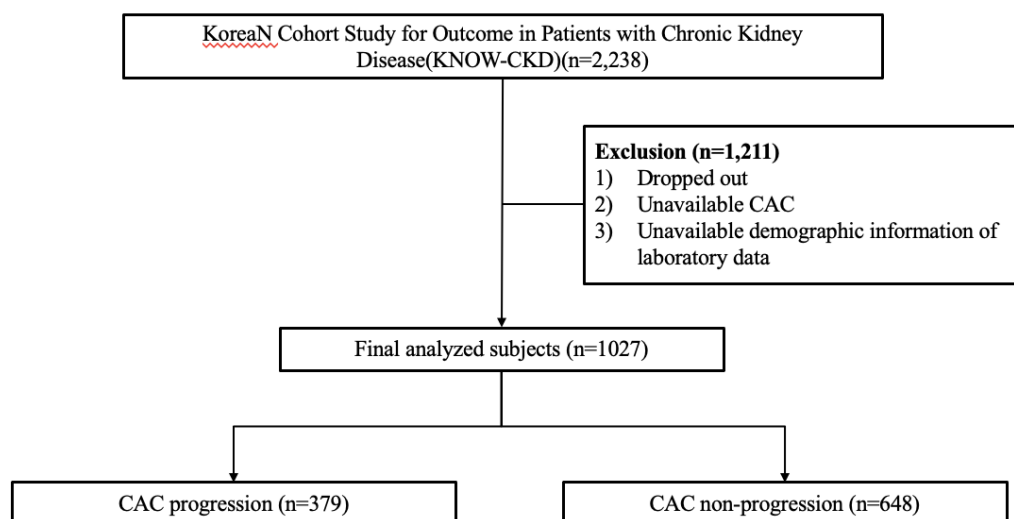 KoreaN Cohort Study for Outcome in Patients with Chronic Kidney
Disease(KNOW-CKD)(n=2,238)
Exclusion (n=1,211)
1) Dropped out
2) Unavailable CAC
3) Unavailable demographic information of
laboratory data
Final analyzed subjects (n=1027)
CAC progression (n=379)
CAC non-progression (n=648)